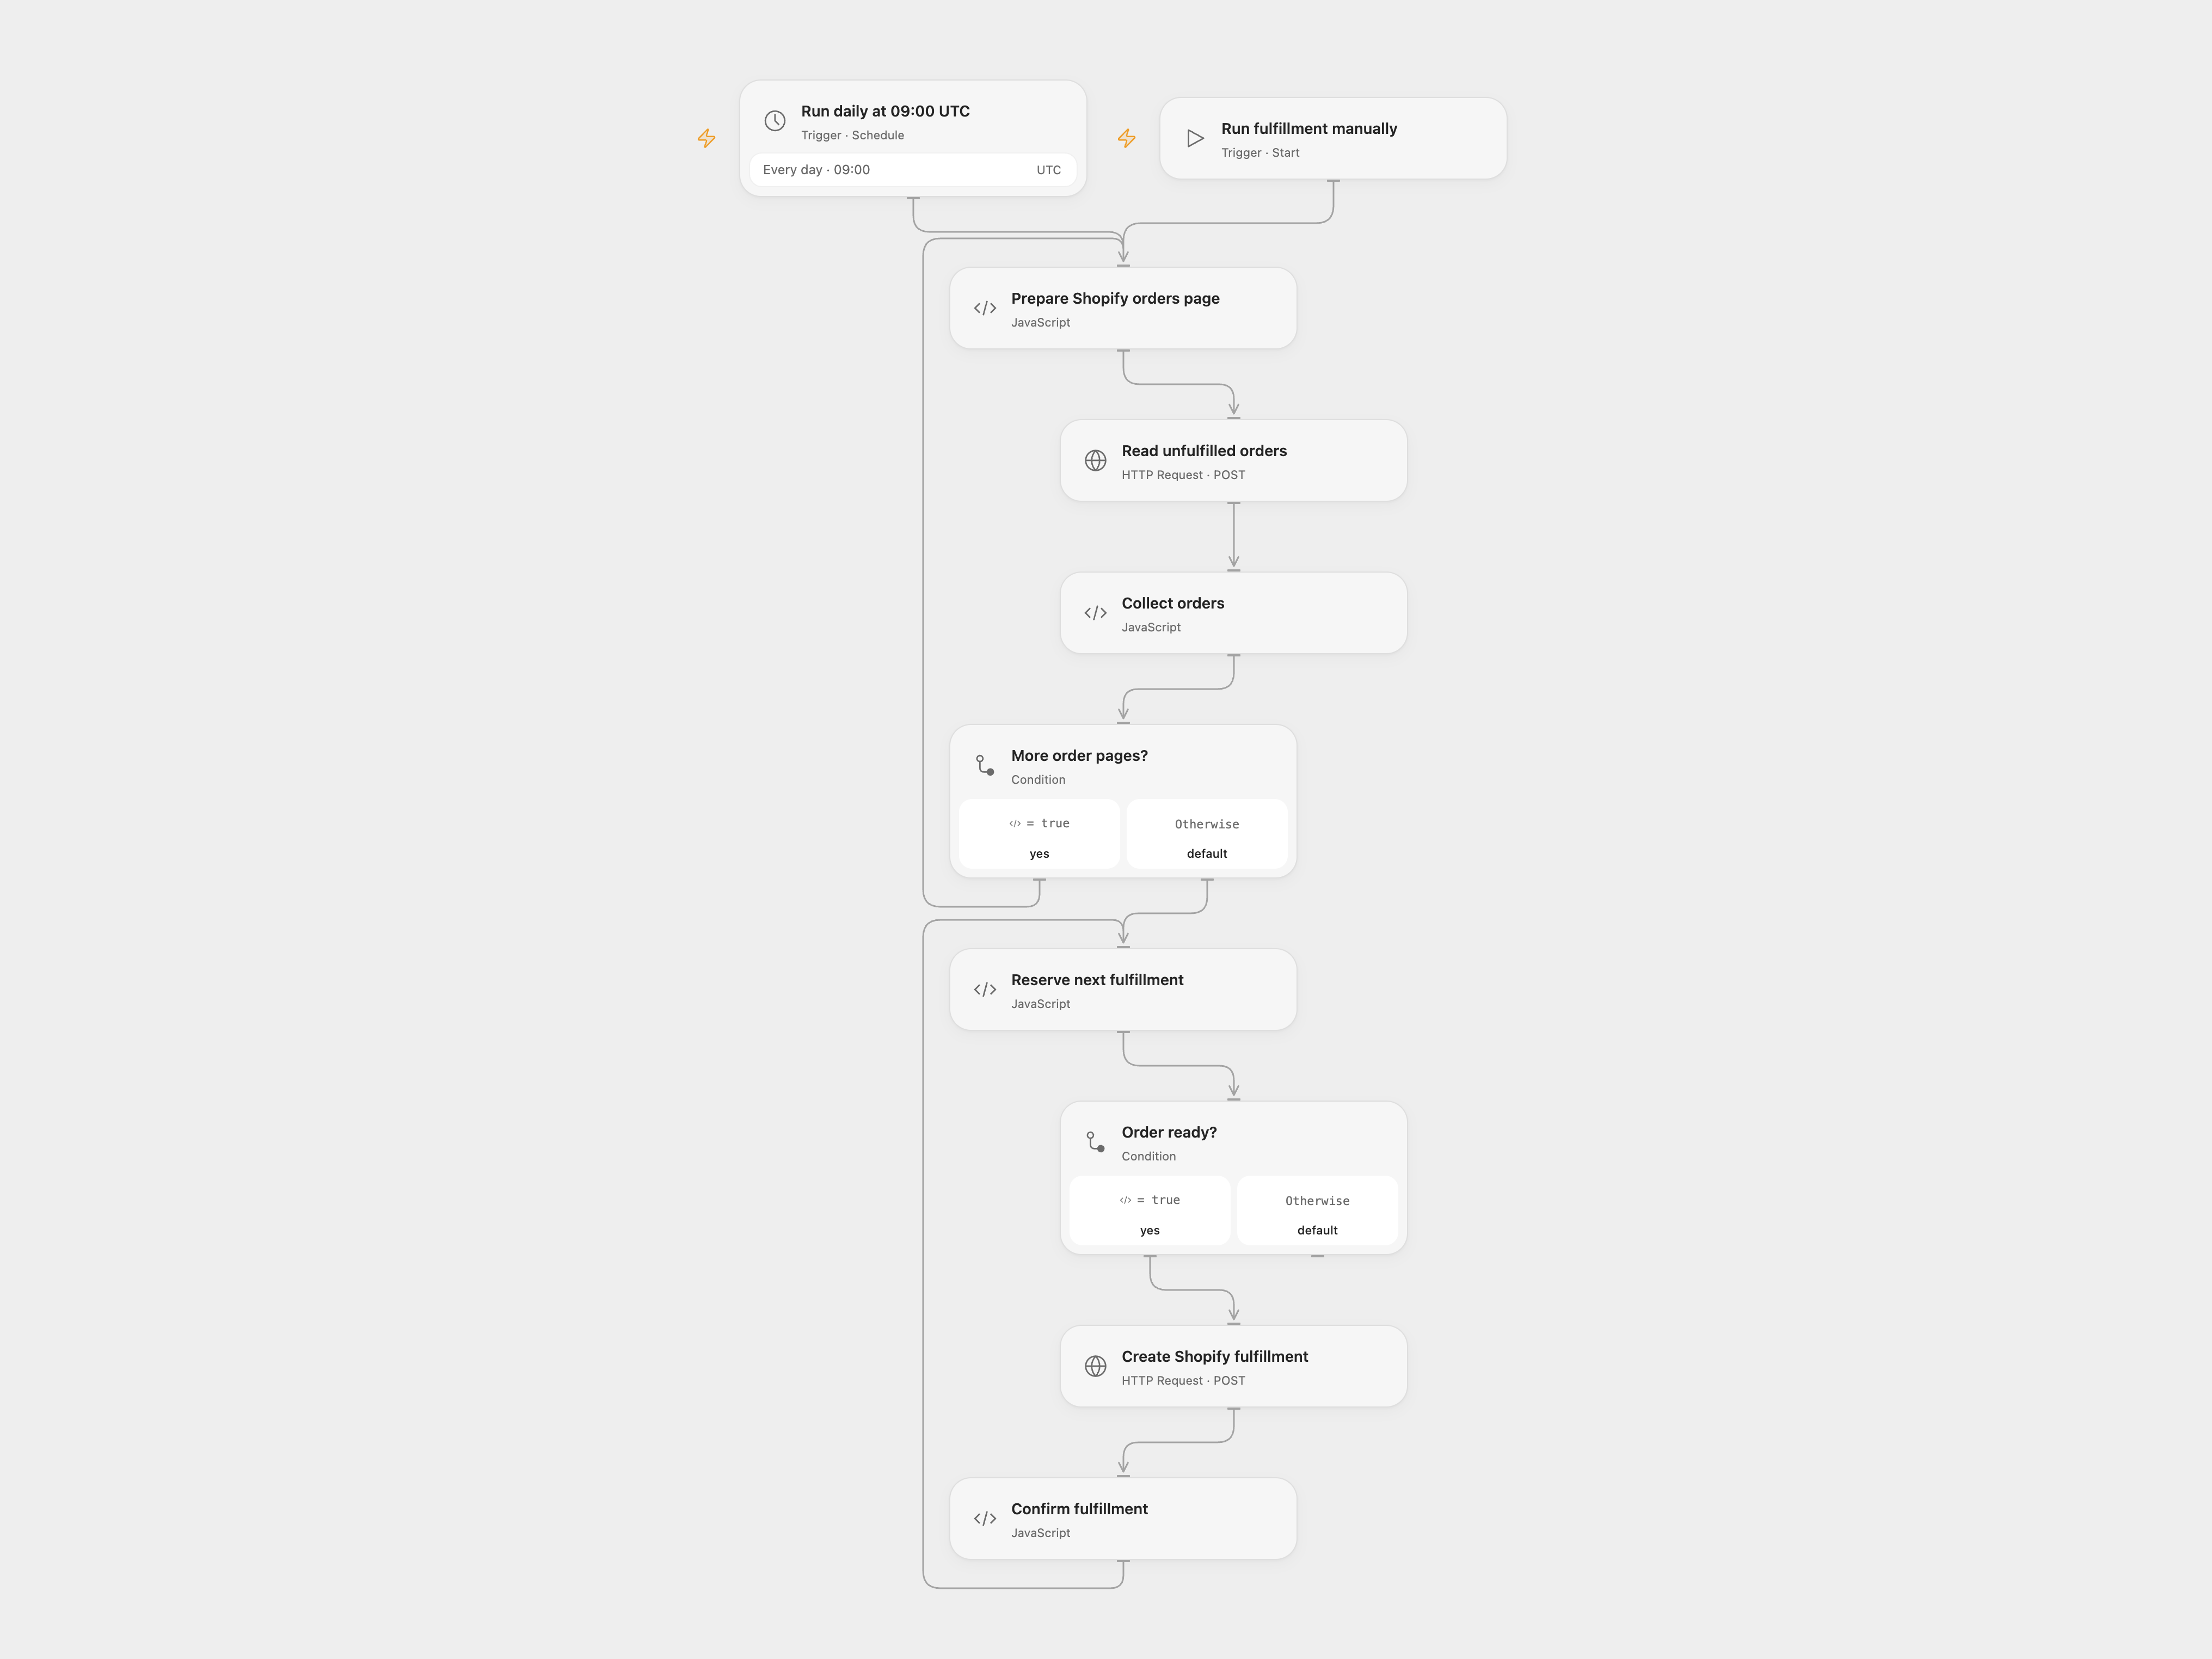 Run daily at 09:00 UTC
Trigger · Schedule
Every day · 09:00
UTC
Run fulfillment manually
Trigger · Start
Prepare Shopify orders page
JavaScript
Read unfulfilled orders
HTTP Request · POST
Collect orders
JavaScript
More order pages?
Condition
</> = true
yes
Otherwise
default
Reserve next fulfillment
JavaScript
Order ready?
Condition
</> = true
yes
Otherwise
default
Create Shopify fulfillment
HTTP Request · POST
Confirm fulfillment
JavaScript